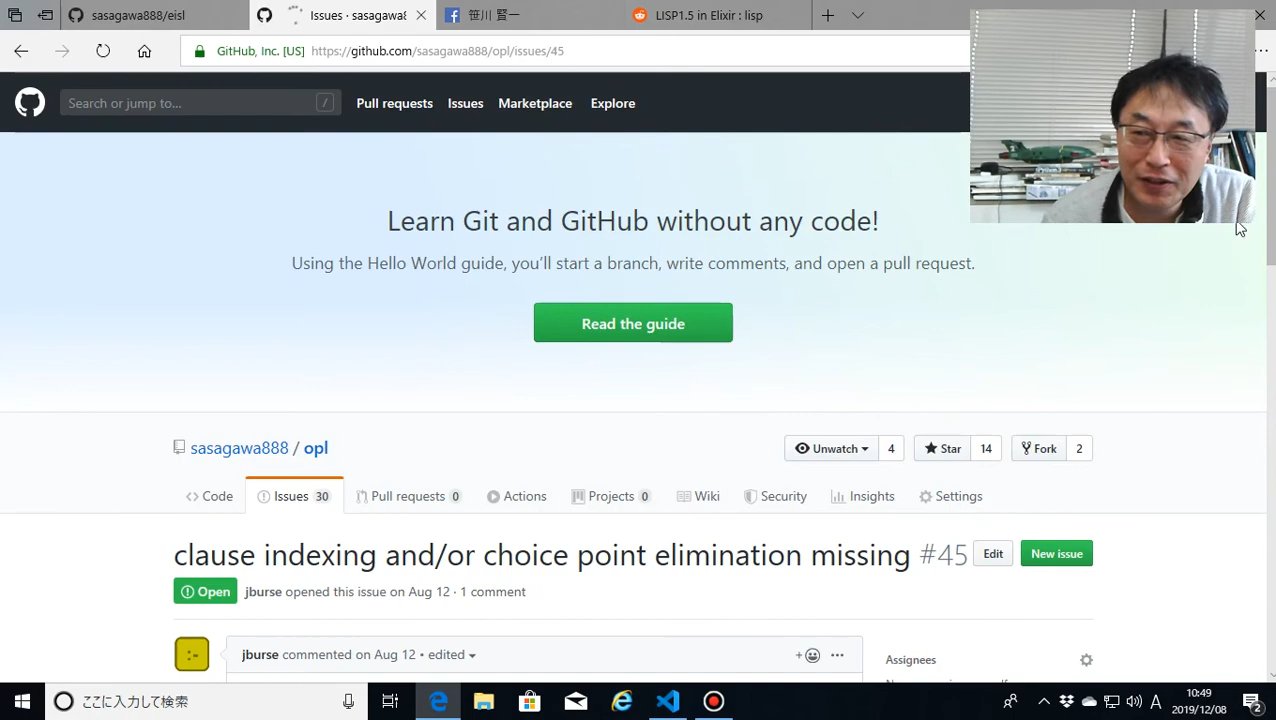 sasagawa888/eisl
Issues · sasagawa8
笹川 賢一
LISP1.5 in Elixir : lisp
GitHub, Inc. [US] https://github.com/sasagawa888/opl/issues/45
Search or jump to...
/
Pull requests
Issues
Marketplace
Explore
Learn Git and GitHub without any code!
Using the Hello World guide, you'll start a branch, write comments, and open a pull request.
Read the guide
sasagawa888 / opl
Unwatch 4
Star 14
Fork 2
Code
Issues 30
Pull requests 0
Actions
Projects 0
Wiki
Security
Insights
Settings
clause indexing and/or choice point elimination missing #45
Edit
New issue
Open
jburse opened this issue on Aug 12 · 1 comment
:-
jburse commented on Aug 12 • edited
Assignees
ここに入力して検索
A
10:49
2019/12/08
2